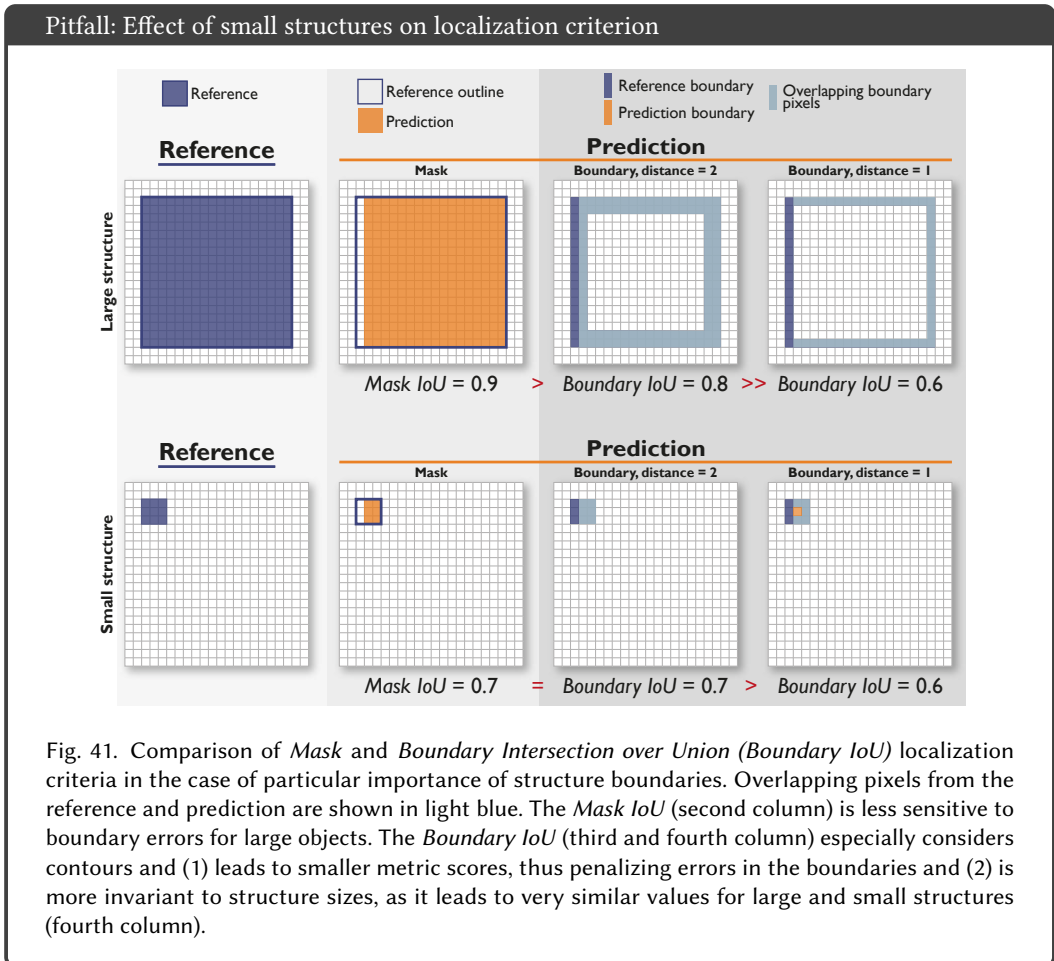 Pitfall: Effect of small structures on localization criterion
Reference
Reference outline
Prediction
Reference boundary
Prediction boundary
Overlapping boundary
pixels
Reference
Prediction
Mask
Boundary, distance = 2
Boundary, distance = 1
Large structure
Mask IoU = 0.9 > Boundary IoU = 0.8 >> Boundary IoU = 0.6
Reference
Prediction
Mask
Boundary, distance = 2
Boundary, distance = 1
Small structure
Mask IoU = 0.7 = Boundary IoU = 0.7 > Boundary IoU = 0.6
Fig. 41. Comparison of Mask and Boundary Intersection over Union (Boundary IoU) localization
criteria in the case of particular importance of structure boundaries. Overlapping pixels from the
reference and prediction are shown in light blue. The Mask IoU (second column) is less sensitive to
boundary errors for large objects. The Boundary IoU (third and fourth column) especially considers
contours and (1) leads to smaller metric scores, thus penalizing errors in the boundaries and (2) is
more invariant to structure sizes, as it leads to very similar values for large and small structures
(fourth column).